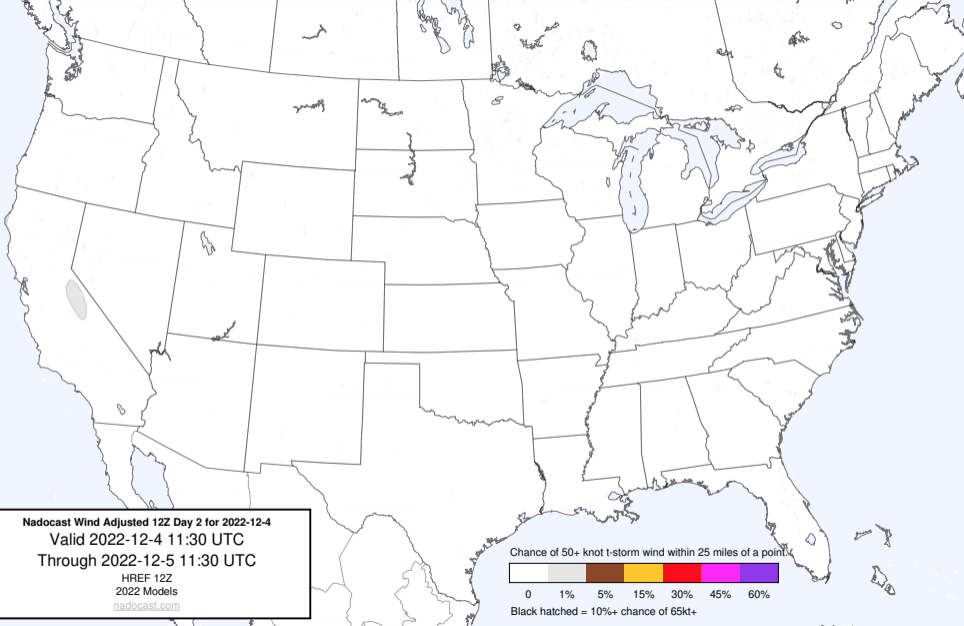 Nadocast Wind Adjusted 12Z Day 2 for 2022-12-4
Valid 2022-12-4 11:30 UTC
Through 2022-12-5 11:30 UTC
HREF 12Z
2022 Models
nadocast.com
Chance of 50+ knot t-storm wind within 25 miles of a point.
0 1% 5% 15% 30% 45% 60%
Black hatched = 10%+ chance of 65kt+